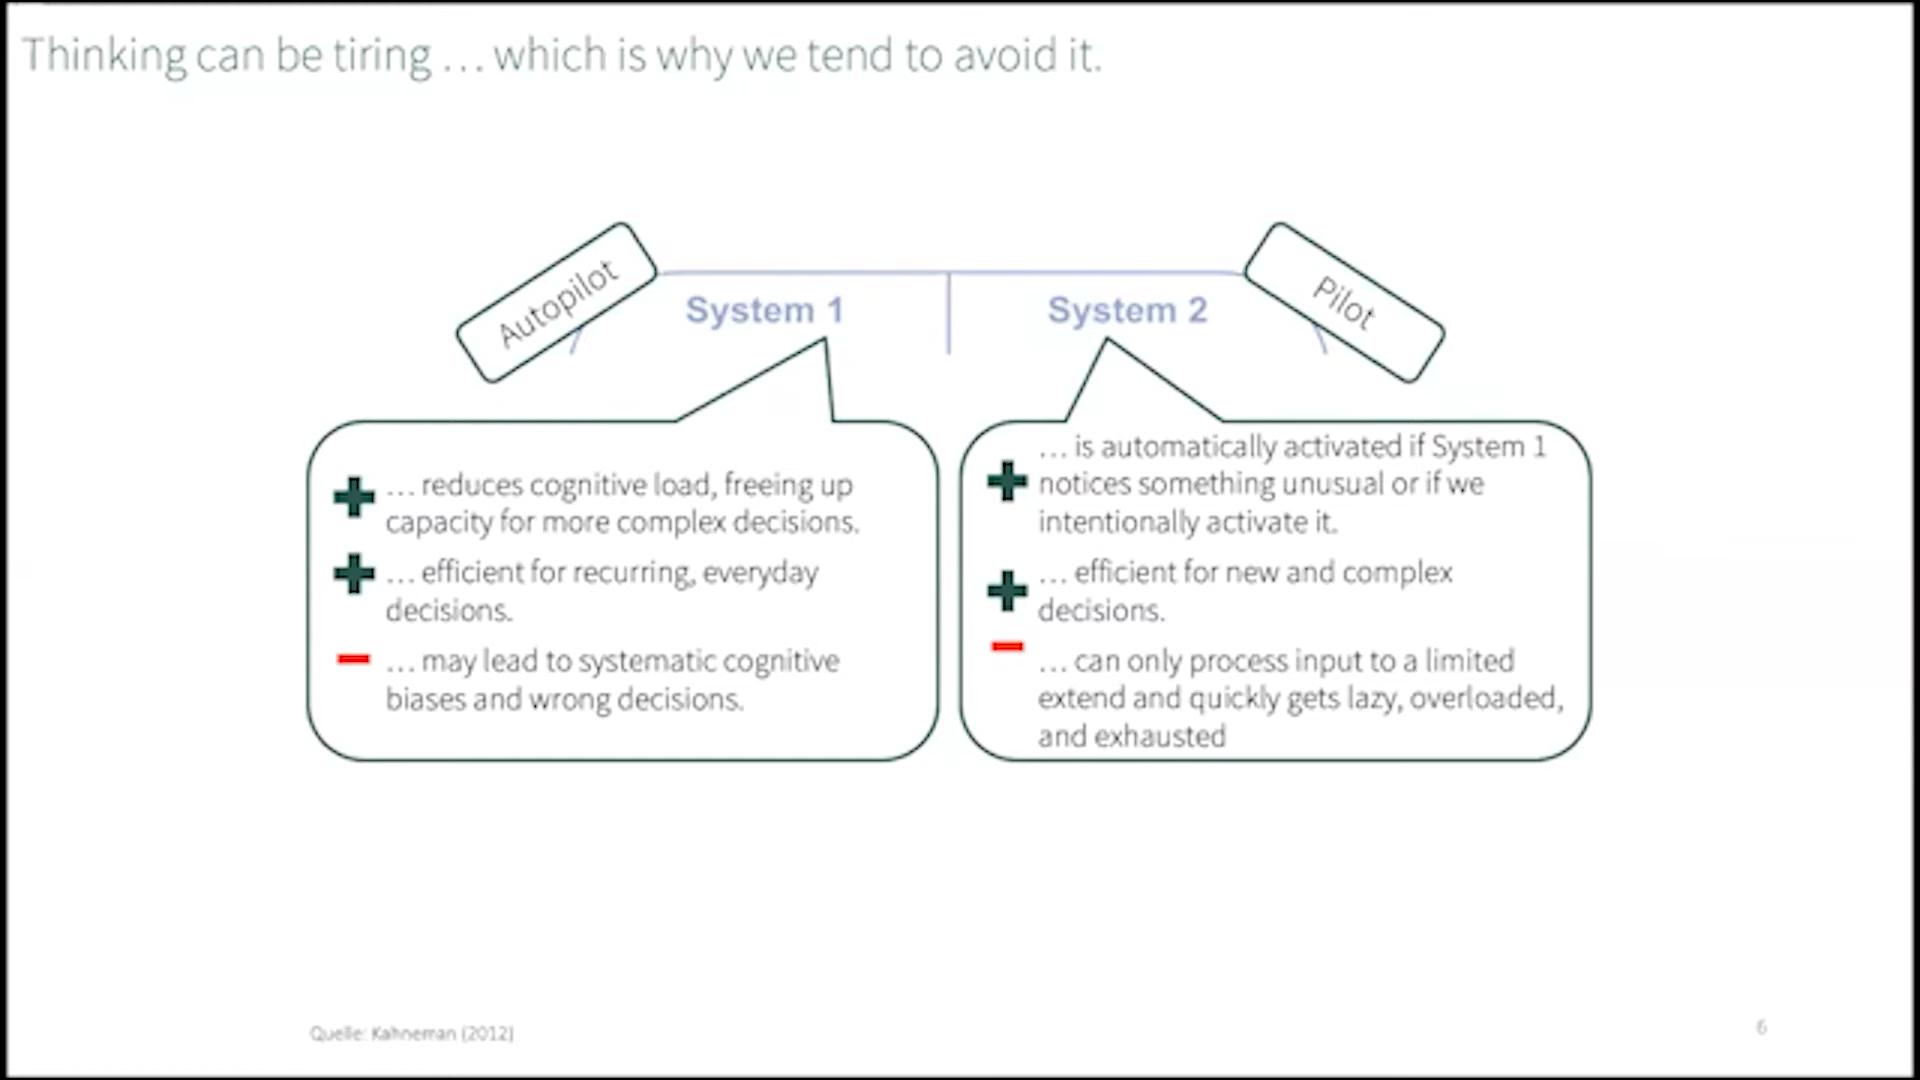 Thinking can be tiring … which is why we tend to avoid it.
Autopilot
System 1
System 2
Pilot
… reduces cognitive load, freeing up
capacity for more complex decisions.
… efficient for recurring, everyday
decisions.
… may lead to systematic cognitive
biases and wrong decisions.
… is automatically activated if System 1
notices something unusual or if we
intentionally activate it.
… efficient for new and complex
decisions.
… can only process input to a limited
extend and quickly gets lazy, overloaded,
and exhausted
Quelle: Kahneman (2012)
6